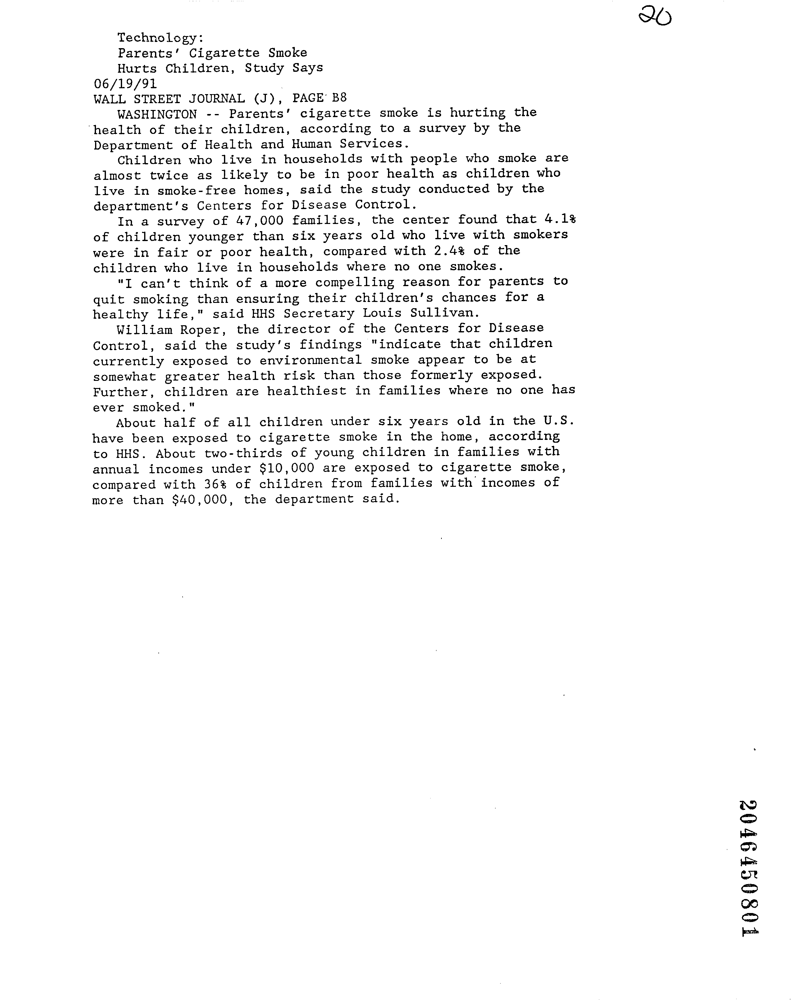 20
Technology:
Parents' Cigarette Smoke
Hurts Children, Study Says
06/19/91
WALL STREET JOURNAL (J), PAGE B8
WASHINGTON -- Parents' cigarette smoke is hurting the
health of their children, according to a survey by the
Department of Health and Human Services.
Children who live in households with people who smoke are
almost twice as likely to be in poor health as children who
live in smoke-free homes, said the study conducted by the
department's Centers for Disease Control.
In a survey of 47,000 families, the center found that 4.1%
of children younger than six years old who live with smokers
were in fair or poor health, compared with 2.4% of the
children who live in households where no one smokes.
"I can't think of a more compelling reason for parents to
quit smoking than ensuring their children's chances for a
healthy life," said HHS Secretary Louis Sullivan.
William Roper, the director of the Centers for Disease
Control, said the study's findings "indicate that children
currently exposed to environmental smoke appear to be at
somewhat greater health risk than those formerly exposed.
Further, children are healthiest in families where no one has
ever smoked."
About half of all children under six years old in the U.S.
have been exposed to cigarette smoke in the home, according
to HHS. About two-thirds of young children in families with
annual incomes under $10,000 are exposed to cigarette smoke,
compared with 36% of children from families with incomes of
more than $40,000, the department said.
2046450801